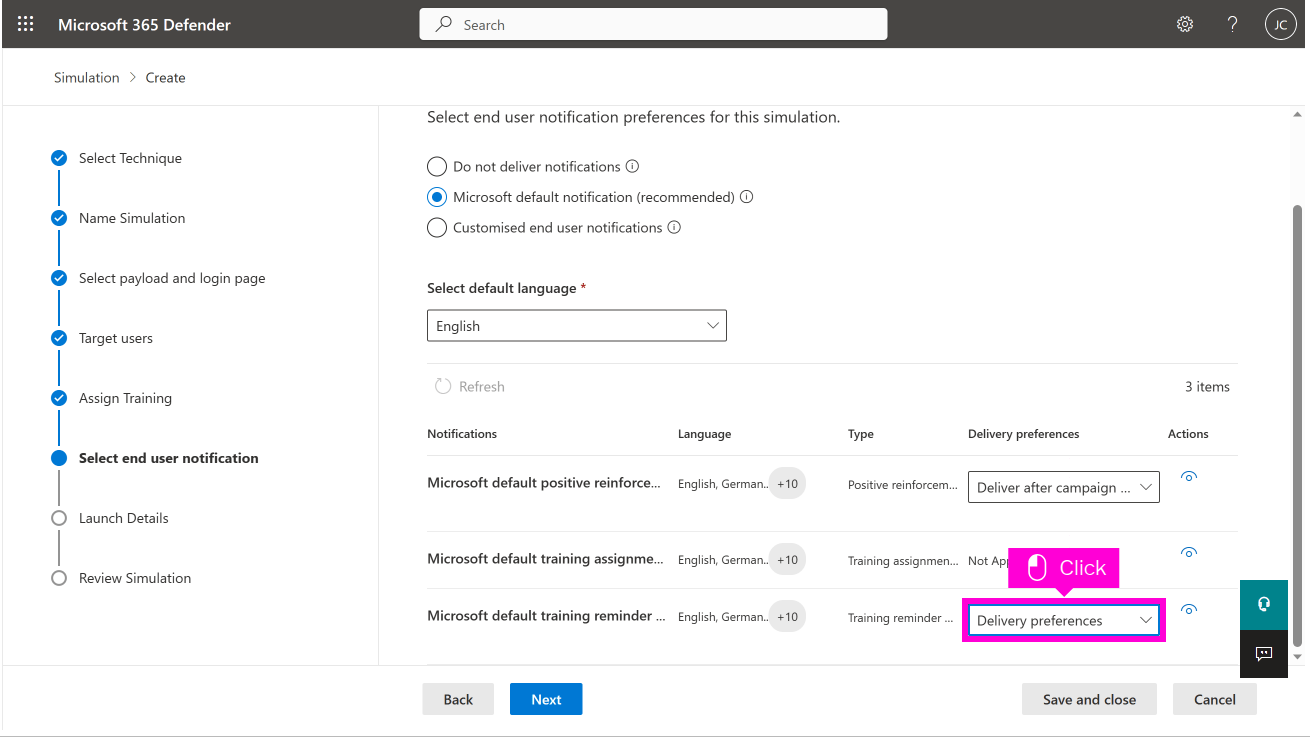 Microsoft 365 Defender
Search
?
JC
Simulation > Create
Select end user notification preferences for this simulation.
Select Technique
Name Simulation
Select payload and login page
Target users
Assign Training
Select end user notification
Launch Details
Review Simulation
Do not deliver notifications
Microsoft default notification (recommended)
Customised end user notifications
Select default language *
English
Refresh
3 items
Notifications Language Type Delivery preferences Actions
Microsoft default positive reinforce... English, German.. +10 Positive reinforcem... Deliver after campaign ...
Microsoft default training assignme... English, German.. +10 Training assignmen... Not App
Click
Microsoft default training reminder ... English, German.. +10 Training reminder ... Delivery preferences
Back Next Save and close Cancel